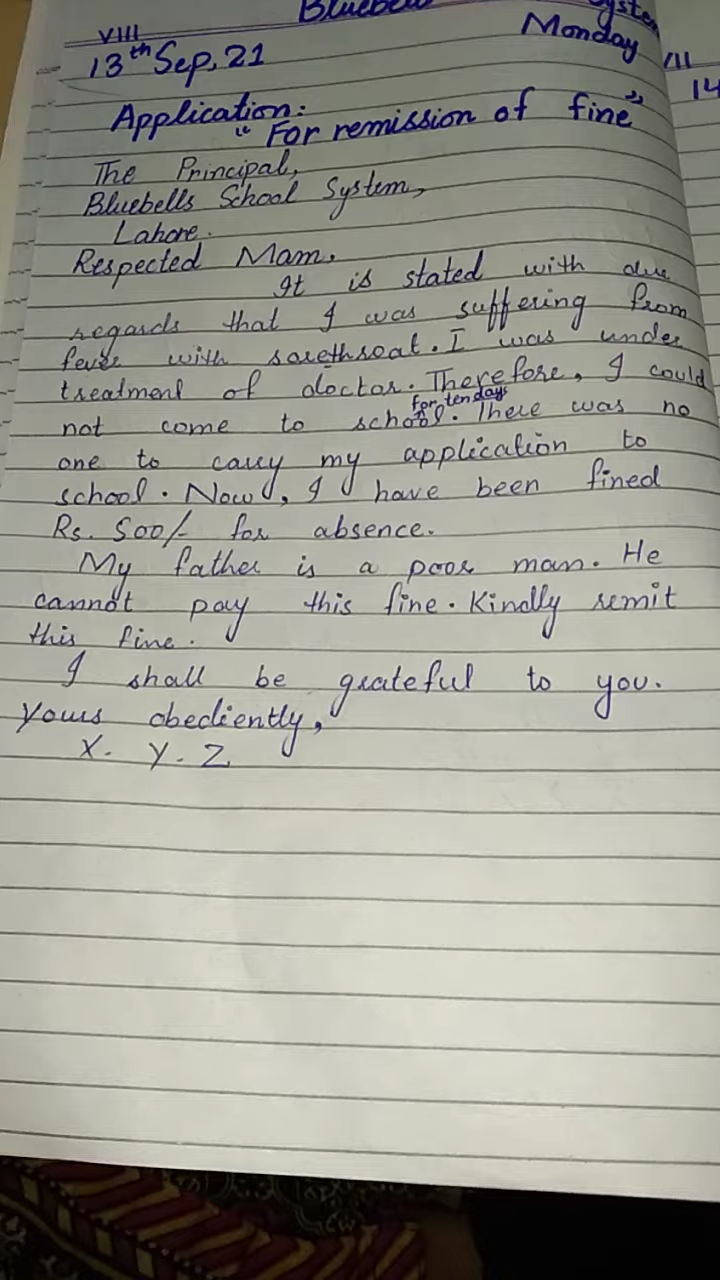 Bluebells System
VIII Monday
13th Sep, 21
Application:
"For remission of fine"
The Principal,
Bluebells School System,
Lahore.
Respected Mam.
It is stated with due
regards that I was suffering from
fever with sorethroat. I was under
treatment of doctor. Therefore, I could
not come to school for ten days. There was no
one to carry my application to
school. Now, I have been fined
Rs. 500/- for absence.
My father is a poor man. He
cannot pay this fine. Kindly remit
this fine.
I shall be grateful to you.
Yours obediently,
X. Y. Z
14